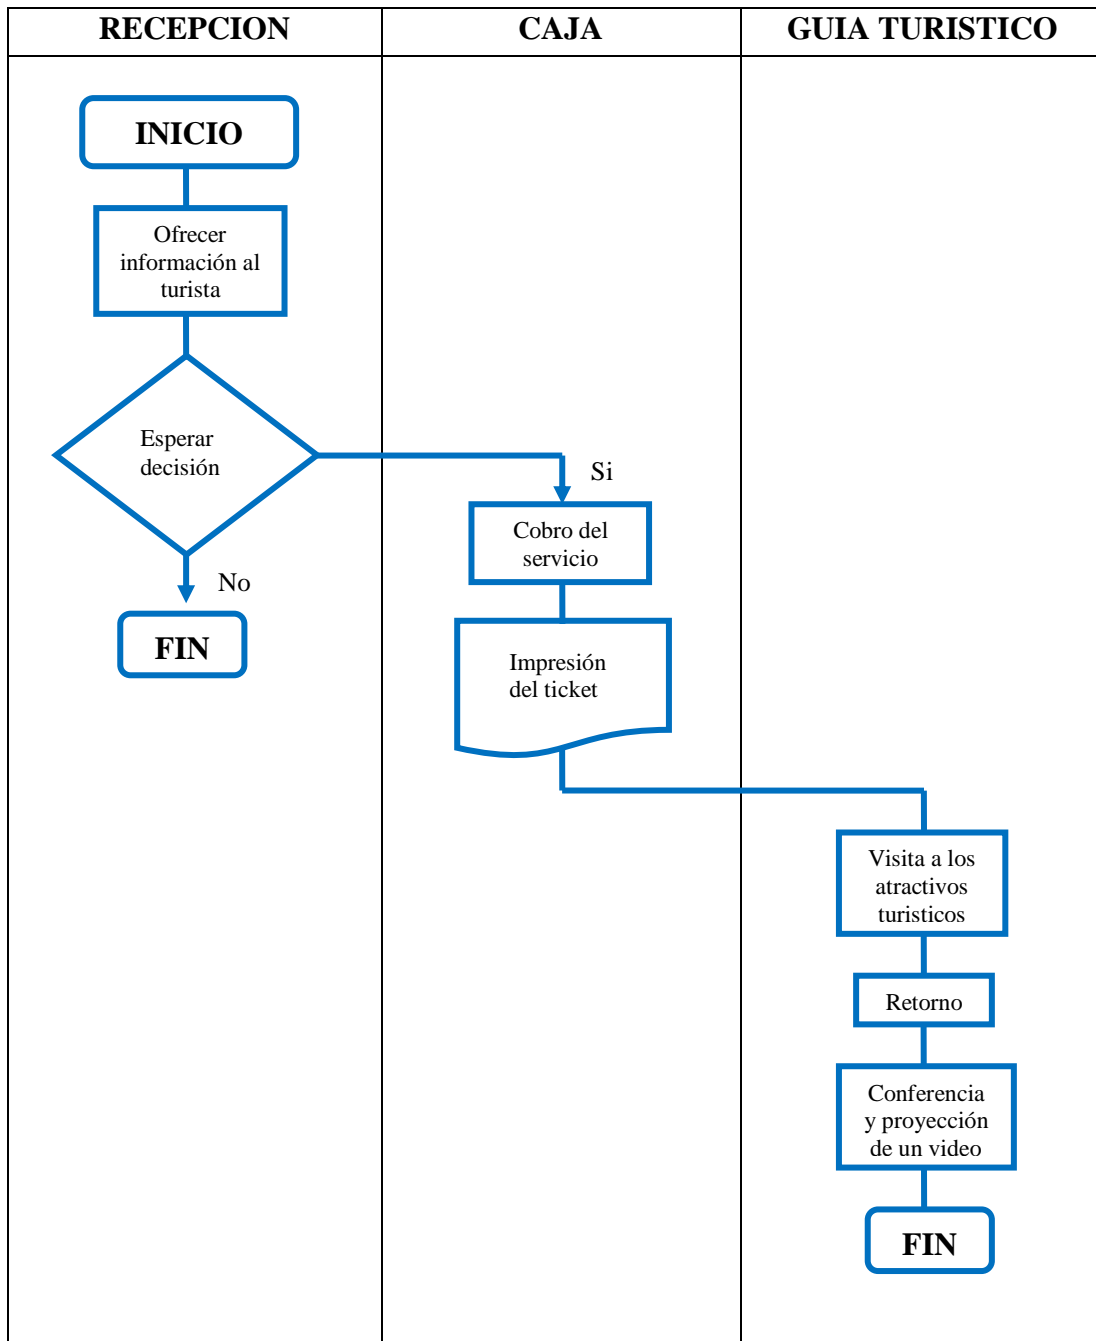 RECEPCION
CAJA
GUIA TURISTICO
INICIO
Ofrecer
información al
turista
Esperar
decisión
Si
No
FIN
Cobro del
servicio
Impresión
del ticket
Visita a los
atractivos
turisticos
Retorno
Conferencia
y proyección
de un video
FIN